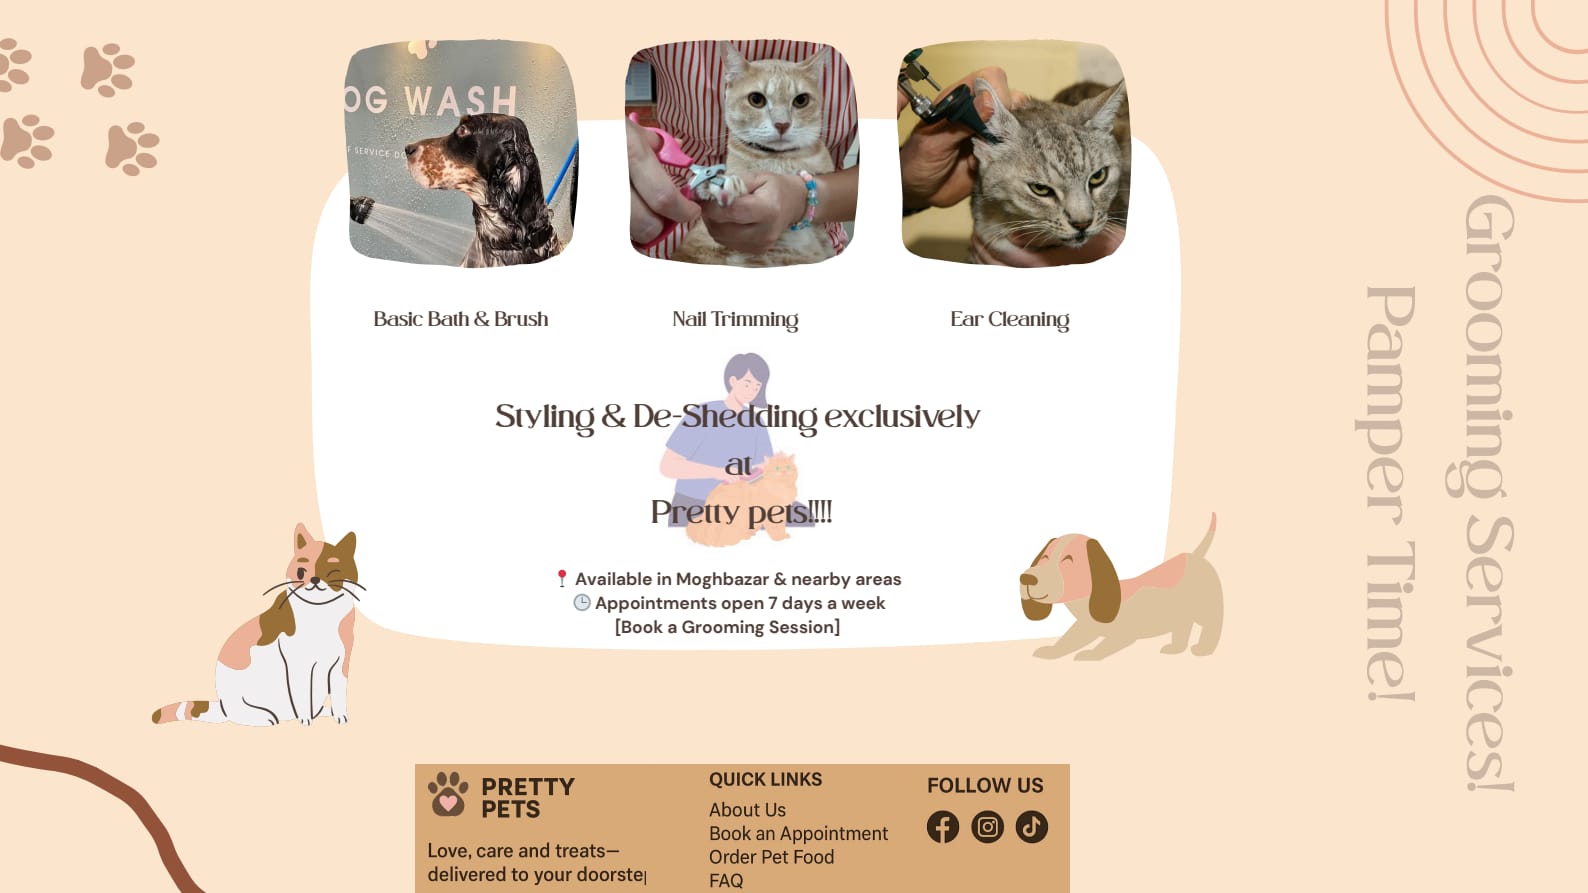 OG WASH
F SERVICE DO
Basic Bath & Brush
Nail Trimming
Ear Cleaning
Styling & De-Shedding exclusively
at
Pretty pets!!!!
📍 Available in Moghbazar & nearby areas
🕒 Appointments open 7 days a week
[Book a Grooming Session]
Grooming Services!
Pamper Time!
PRETTY
PETS
Love, care and treats—
delivered to your doorste
QUICK LINKS
About Us
Book an Appointment
Order Pet Food
FAQ
FOLLOW US